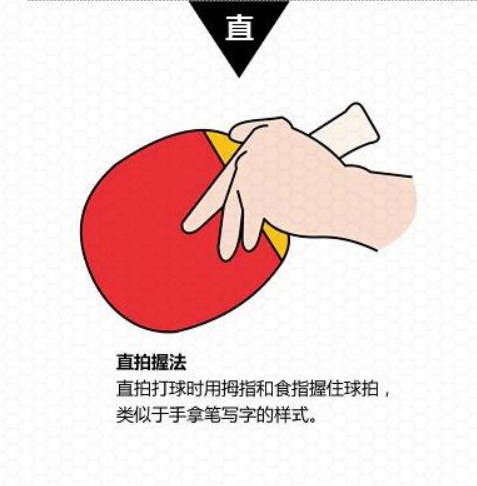 直
直拍握法
直拍打球时用拇指和食指握住球拍，
类似于手拿笔写字的样式。